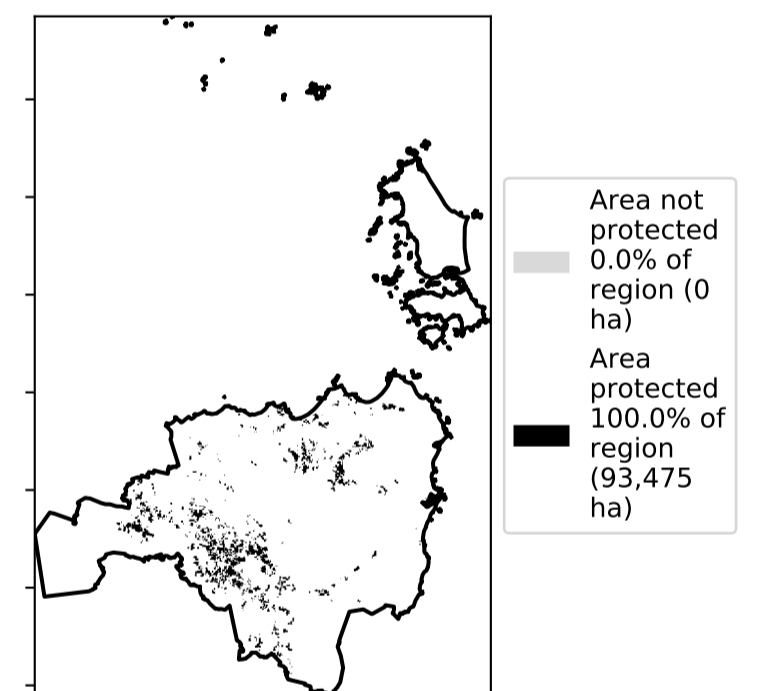 Area not
protected
0.0% of
region (0
ha)
Area
protected
100.0% of
region
(93,475
ha)